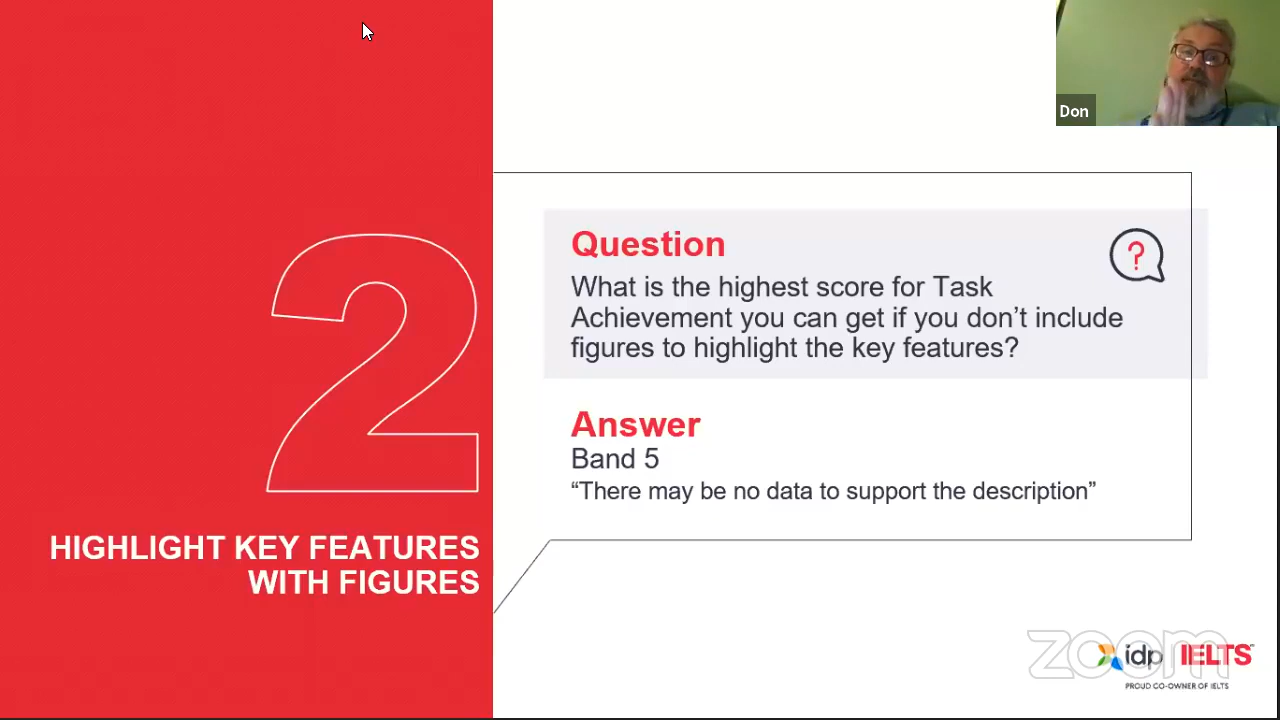 Don
2
HIGHLIGHT KEY FEATURES
WITH FIGURES
Question
?
What is the highest score for Task
Achievement you can get if you don’t include
figures to highlight the key features?
Answer
Band 5
“There may be no data to support the description”
zoom
idp IELTS™
PROUD CO-OWNER OF IELTS